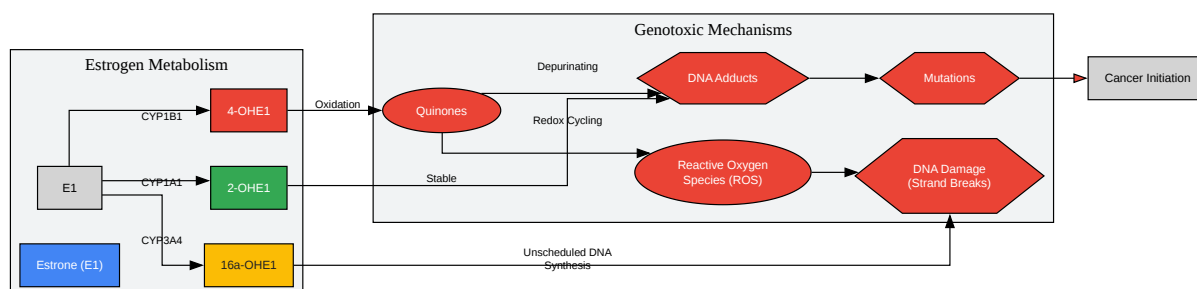 Genotoxic Mechanisms
Estrogen Metabolism
Depurinating
DNA Adducts
Mutations
Cancer Initiation
4-OHE1
Oxidation
Quinones
CYP1B1
Redox Cycling
Reactive Oxygen
Species (ROS)
DNA Damage
(Strand Breaks)
E1
CYP1A1
2-OHE1
Stable
CYP3A4
Unscheduled DNA
Synthesis
Estrone (E1)
16a-OHE1